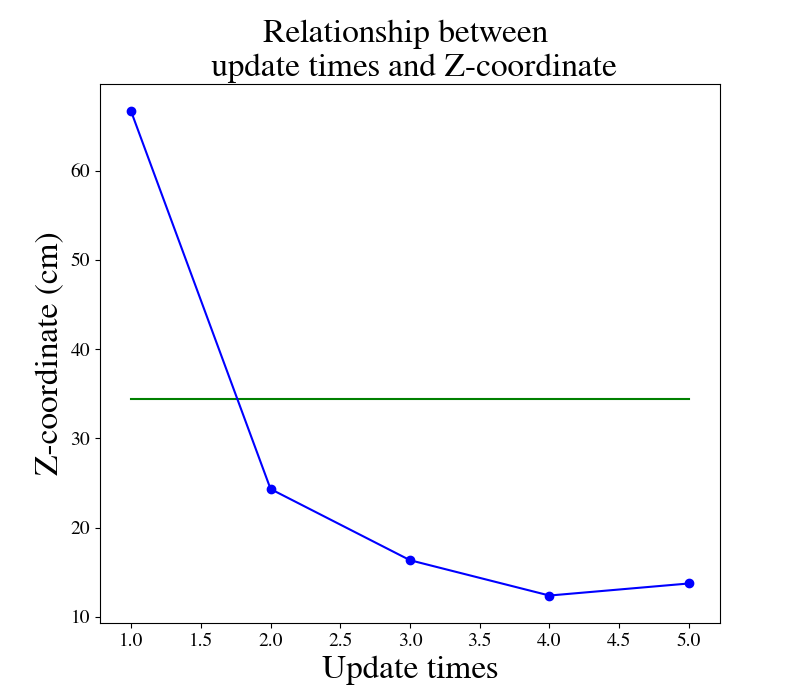 Relationship between
update times and Z-coordinate
Z-coordinate (cm)
60
50
40
30
20
10
1.0 1.5 2.0 2.5 3.0 3.5 4.0 4.5 5.0
Update times